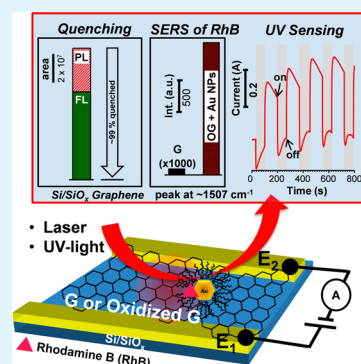 Quenching
area
2 x 10⁷
PL
FL
~99 % quenched
Si/SiOₓ Graphene
SERS of RhB
Int. (a.u.)
500
G
(x1000)
OG + Au NPs
peak at ~1507 cm⁻¹
UV Sensing
Current (A)
0.2
on
off
0 200 400 600 800
Time (s)
• Laser
• UV-light
Au
G or Oxidized G
E₂
E₁
A
Si/SiOₓ
Rhodamine B (RhB)